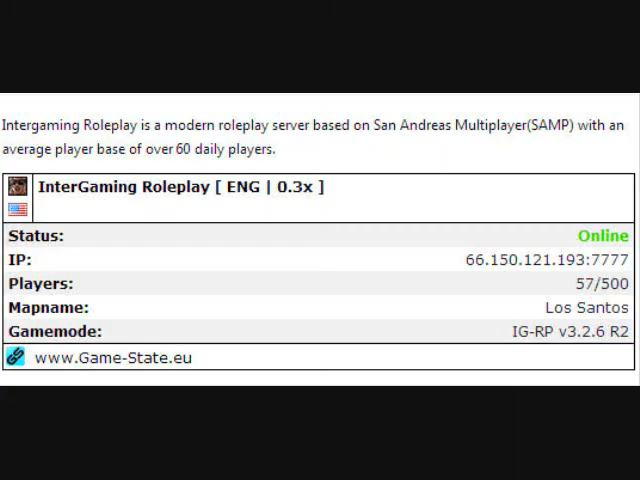 Intergaming Roleplay is a modern roleplay server based on San Andreas Multiplayer(SAMP) with an
average player base of over 60 daily players.
InterGaming Roleplay [ ENG | 0.3x ]
Status: Online
IP: 66.150.121.193:7777
Players: 57/500
Mapname: Los Santos
Gamemode: IG-RP v3.2.6 R2
www.Game-State.eu